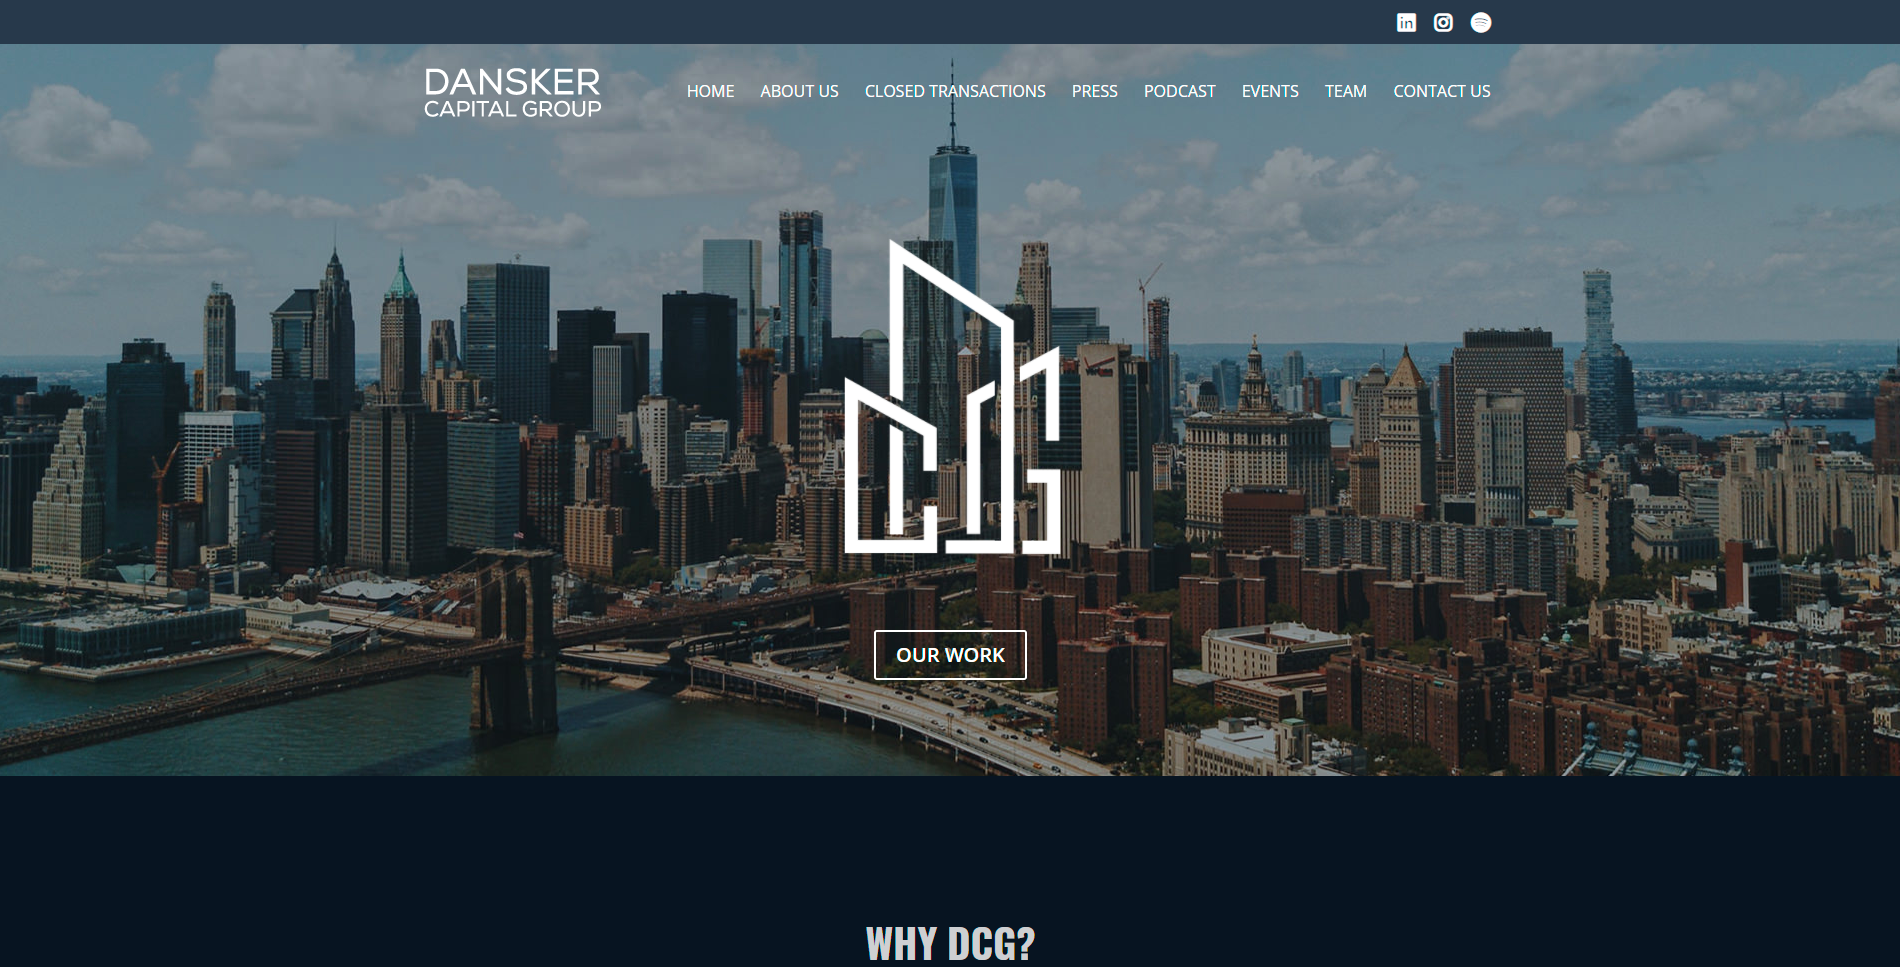 DANSKER
CAPITAL GROUP
HOME ABOUT US CLOSED TRANSACTIONS PRESS PODCAST EVENTS TEAM CONTACT US
OUR WORK
WHY DCG?